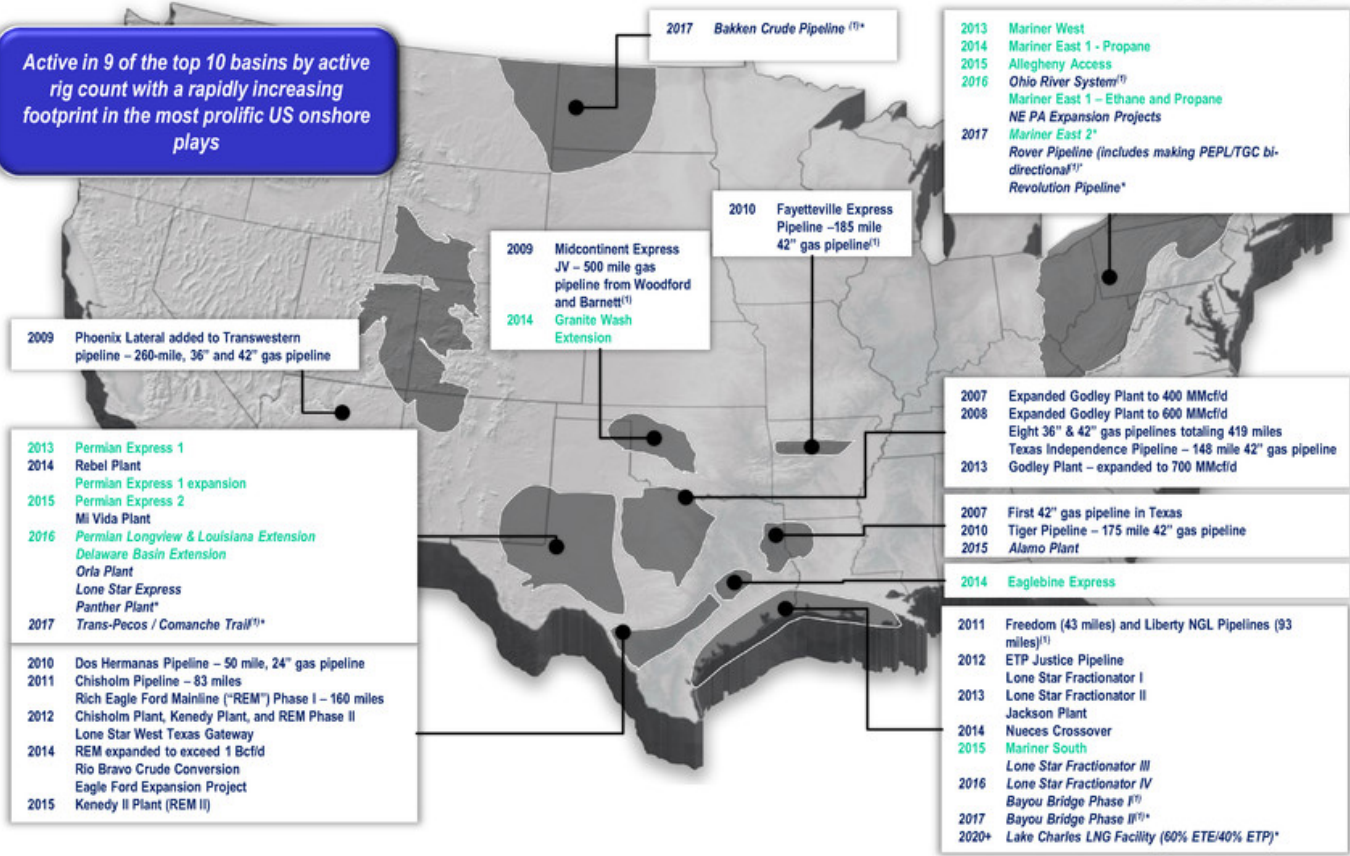 Active in 9 of the top 10 basins by active
rig count with a rapidly increasing
footprint in the most prolific US onshore
plays
2017 Bakken Crude Pipeline (1)*
2013 Mariner West
2014 Mariner East 1 - Propane
2015 Allegheny Access
2016 Ohio River System(1)
Mariner East 1 – Ethane and Propane
NE PA Expansion Projects
2017 Mariner East 2*
Rover Pipeline (includes making PEPL/TGC bi-
directional(1)*
Revolution Pipeline*
2010 Fayetteville Express
Pipeline –185 mile
42” gas pipeline(1)
2009 Midcontinent Express
JV – 500 mile gas
pipeline from Woodford
and Barnett(1)
2014 Granite Wash
Extension
2009 Phoenix Lateral added to Transwestern
pipeline – 260-mile, 36” and 42” gas pipeline
2007 Expanded Godley Plant to 400 MMcf/d
2008 Expanded Godley Plant to 600 MMcf/d
Eight 36” & 42” gas pipelines totaling 419 miles
Texas Independence Pipeline – 148 mile 42” gas pipeline
2013 Godley Plant – expanded to 700 MMcf/d
2013 Permian Express 1
2014 Rebel Plant
Permian Express 1 expansion
2015 Permian Express 2
Mi Vida Plant
2016 Permian Longview & Louisiana Extension
Delaware Basin Extension
Orla Plant
Lone Star Express
Panther Plant*
2017 Trans-Pecos / Comanche Trail(1)*
2007 First 42” gas pipeline in Texas
2010 Tiger Pipeline – 175 mile 42” gas pipeline
2015 Alamo Plant
2014 Eaglebine Express
2010 Dos Hermanas Pipeline – 50 mile, 24” gas pipeline
2011 Chisholm Pipeline – 83 miles
Rich Eagle Ford Mainline (“REM”) Phase I – 160 miles
2012 Chisholm Plant, Kenedy Plant, and REM Phase II
Lone Star West Texas Gateway
2014 REM expanded to exceed 1 Bcf/d
Rio Bravo Crude Conversion
Eagle Ford Expansion Project
2015 Kenedy II Plant (REM II)
2011 Freedom (43 miles) and Liberty NGL Pipelines (93
miles)(1)
2012 ETP Justice Pipeline
Lone Star Fractionator I
2013 Lone Star Fractionator II
Jackson Plant
2014 Nueces Crossover
2015 Mariner South
Lone Star Fractionator III
2016 Lone Star Fractionator IV
Bayou Bridge Phase I(1)
2017 Bayou Bridge Phase II(1)*
2020+ Lake Charles LNG Facility (60% ETE/40% ETP)*